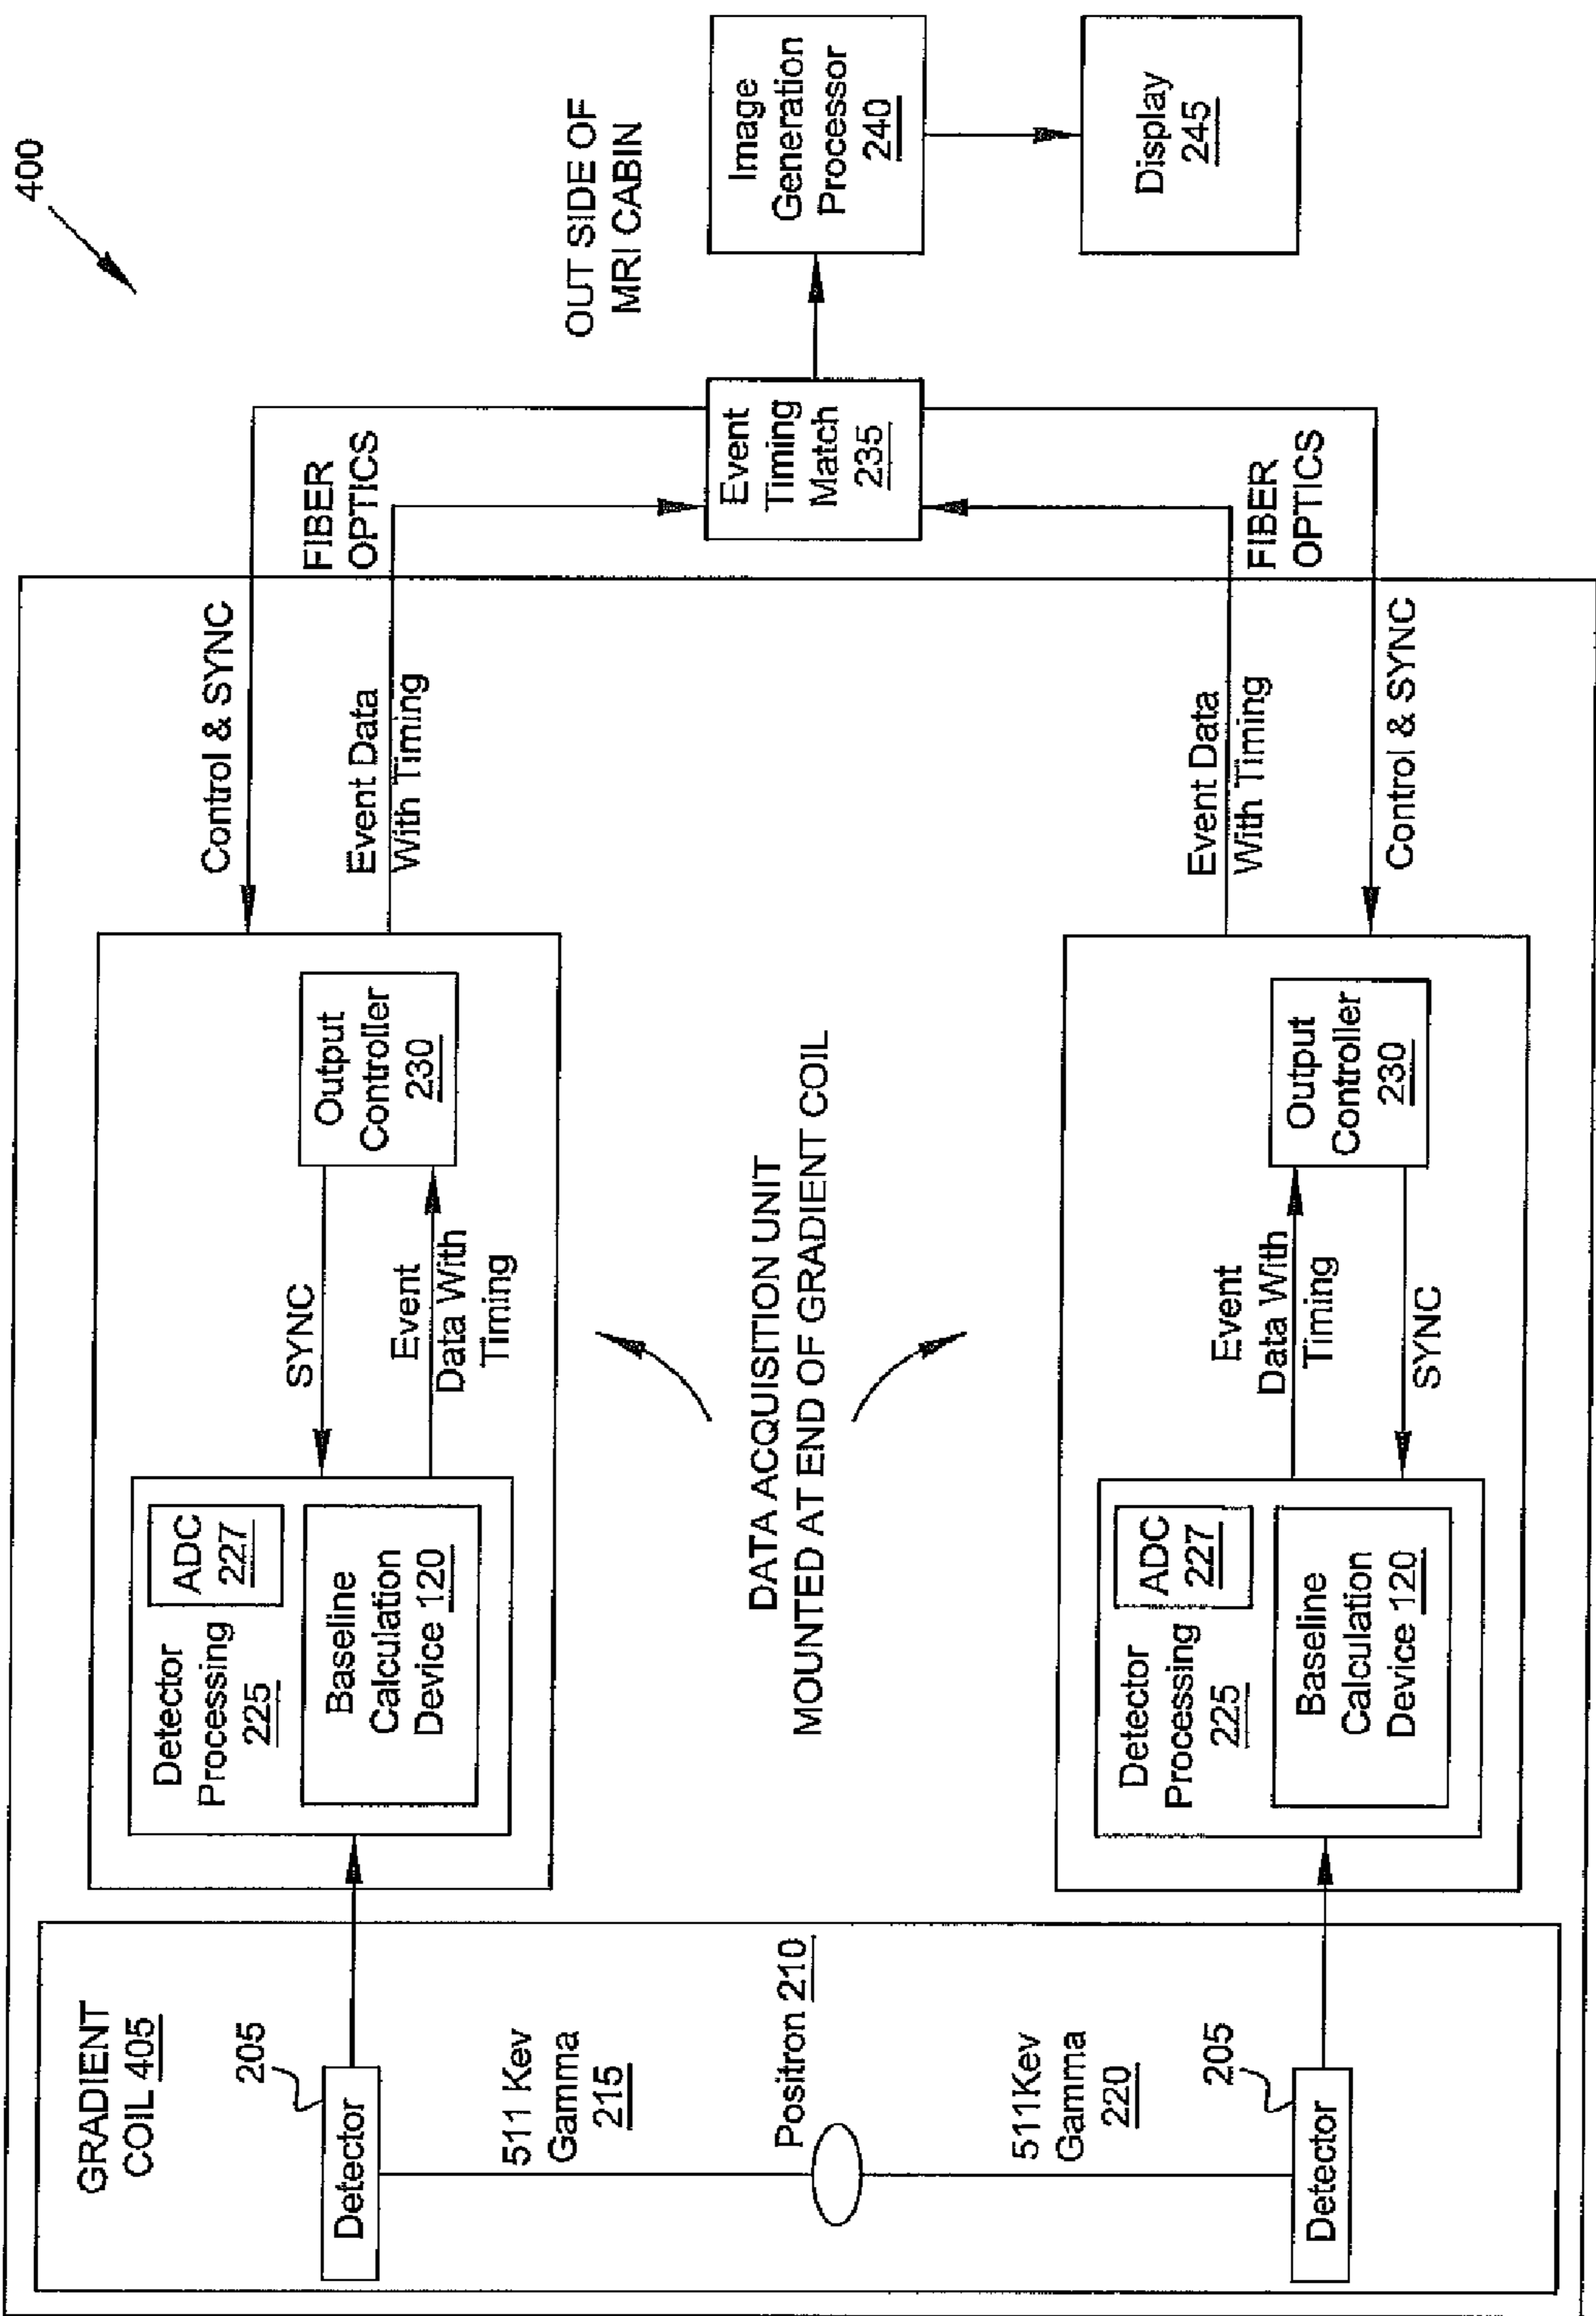 400
GRADIENT
COIL 405
205
Detector
511 Kev
Gamma
215
Positron 210
511Kev
Gamma
220
205
Detector
Detector
Processing
225
ADC
227
Baseline
Calculation
Device 120
SYNC
Event
Data With
Timing
Output
Controller
230
DATA ACQUISITION UNIT
MOUNTED AT END OF GRADIENT COIL
Detector
Processing
225
ADC
227
Baseline
Calculation
Device 120
Event
Data With
Timing
SYNC
Output
Controller
230
Control & SYNC
Event Data
With Timing
FIBER
OPTICS
Event Data
With Timing
Control & SYNC
FIBER
OPTICS
Event
Timing
Match
235
OUT SIDE OF
MRI CABIN
Image
Generation
Processor
240
Display
245